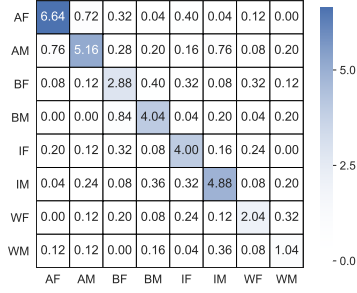 AF 6.64 0.72 0.32 0.04 0.40 0.04 0.12 0.00
AM 0.76 5.16 0.28 0.20 0.16 0.76 0.08 0.20
BF 0.08 0.12 2.88 0.40 0.32 0.08 0.32 0.12
BM 0.00 0.00 0.84 4.04 0.04 0.20 0.04 0.20
IF 0.20 0.12 0.32 0.08 4.00 0.16 0.24 0.00
IM 0.04 0.24 0.08 0.36 0.32 4.88 0.08 0.20
WF 0.00 0.12 0.20 0.08 0.24 0.12 2.04 0.32
WM 0.12 0.12 0.00 0.16 0.04 0.36 0.08 1.04
AF AM BF BM IF IM WF WM
5.0
2.5
0.0